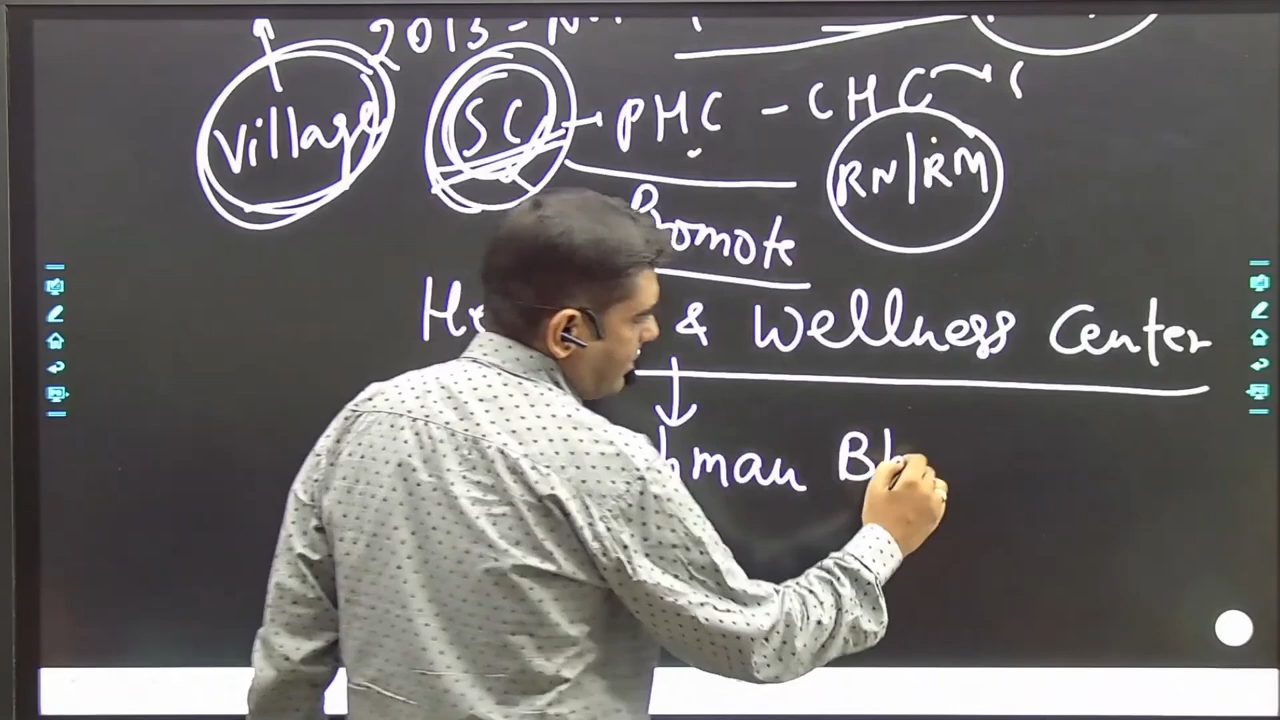 2013 -
Village SC - PHC - CHC
RN/RM
Promote
& Wellness Center
hman Bh